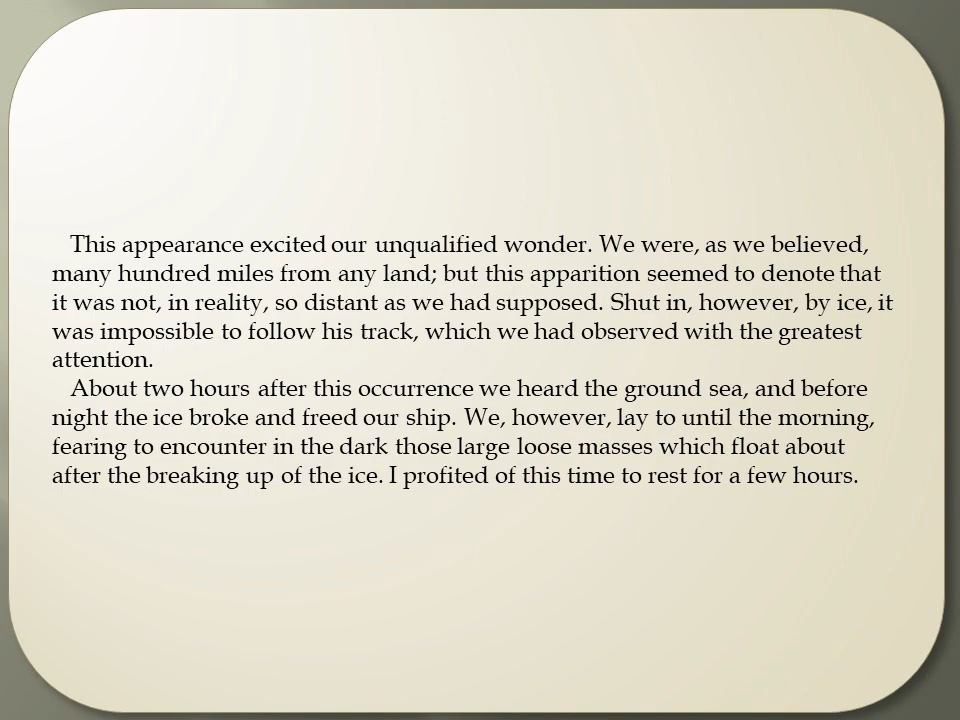 This appearance excited our unqualified wonder. We were, as we believed,
many hundred miles from any land; but this apparition seemed to denote that
it was not, in reality, so distant as we had supposed. Shut in, however, by ice, it
was impossible to follow his track, which we had observed with the greatest
attention.
About two hours after this occurrence we heard the ground sea, and before
night the ice broke and freed our ship. We, however, lay to until the morning,
fearing to encounter in the dark those large loose masses which float about
after the breaking up of the ice. I profited of this time to rest for a few hours.